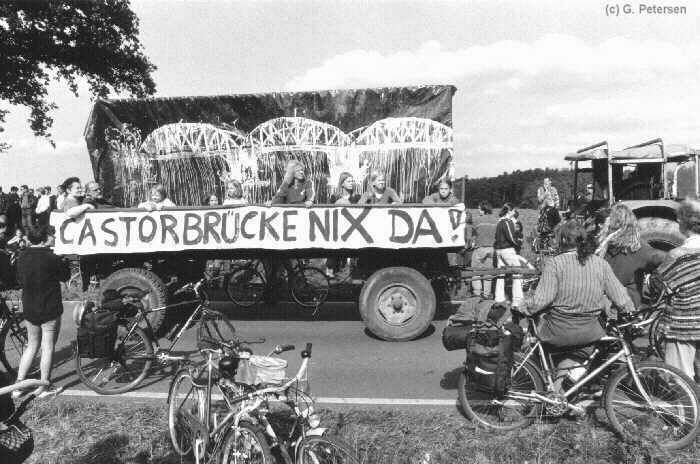 (c) G. Petersen
CASTORBRÜCKE NIX DA!